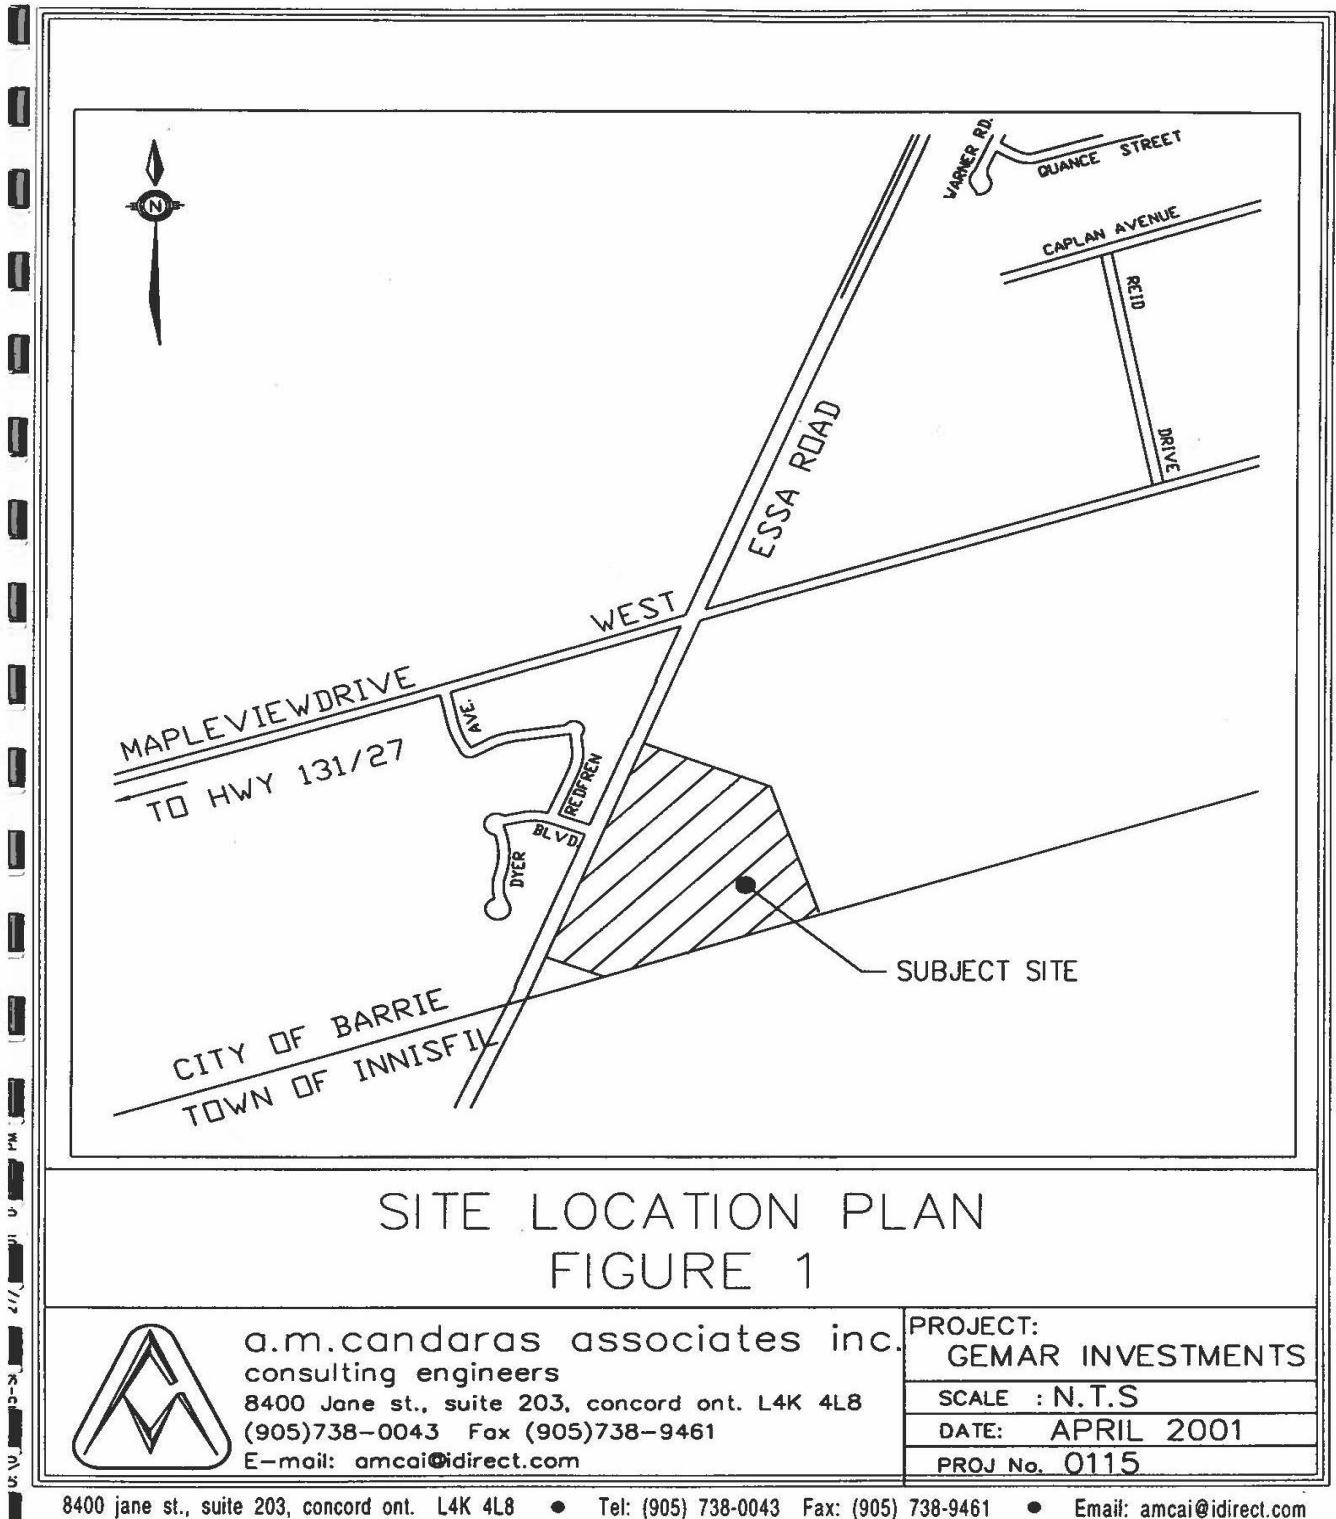 N
WARNER RD.
QUANCE STREET
CAPLAN AVENUE
REID
DRIVE
ESSA ROAD
WEST
MAPLEVIEWDRIVE
TO HWY 131/27
AVE.
REDFREN
BLVD.
DYER
SUBJECT SITE
CITY OF BARRIE
TOWN OF INNISFIL
SITE LOCATION PLAN
FIGURE 1
a.m.candaras associates inc.
consulting engineers
8400 Jane st., suite 203, concord ont. L4K 4L8
(905)738-0043 Fax (905)738-9461
E-mail: amcai@idirect.com
PROJECT:
GEMAR INVESTMENTS
SCALE : N.T.S
DATE: APRIL 2001
PROJ No. 0115
8400 jane st., suite 203, concord ont. L4K 4L8 ● Tel: (905) 738-0043 Fax: (905) 738-9461 ● Email: amcai@idirect.com